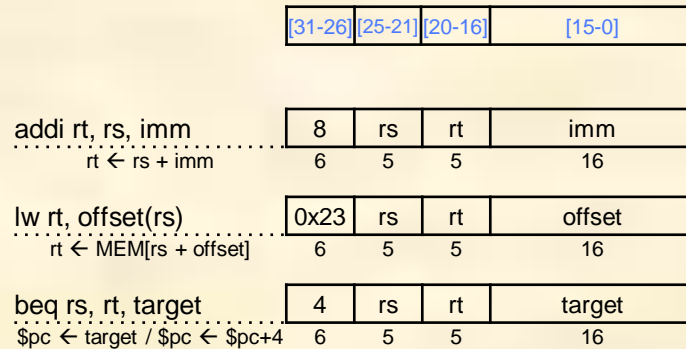 [31-26] [25-21] [20-16] [15-0]
addi rt, rs, imm 8 rs rt imm
rt ← rs + imm 6 5 5 16
lw rt, offset(rs) 0x23 rs rt offset
rt ← MEM[rs + offset] 6 5 5 16
beq rs, rt, target 4 rs rt target
$pc ← target / $pc ← $pc+4 6 5 5 16